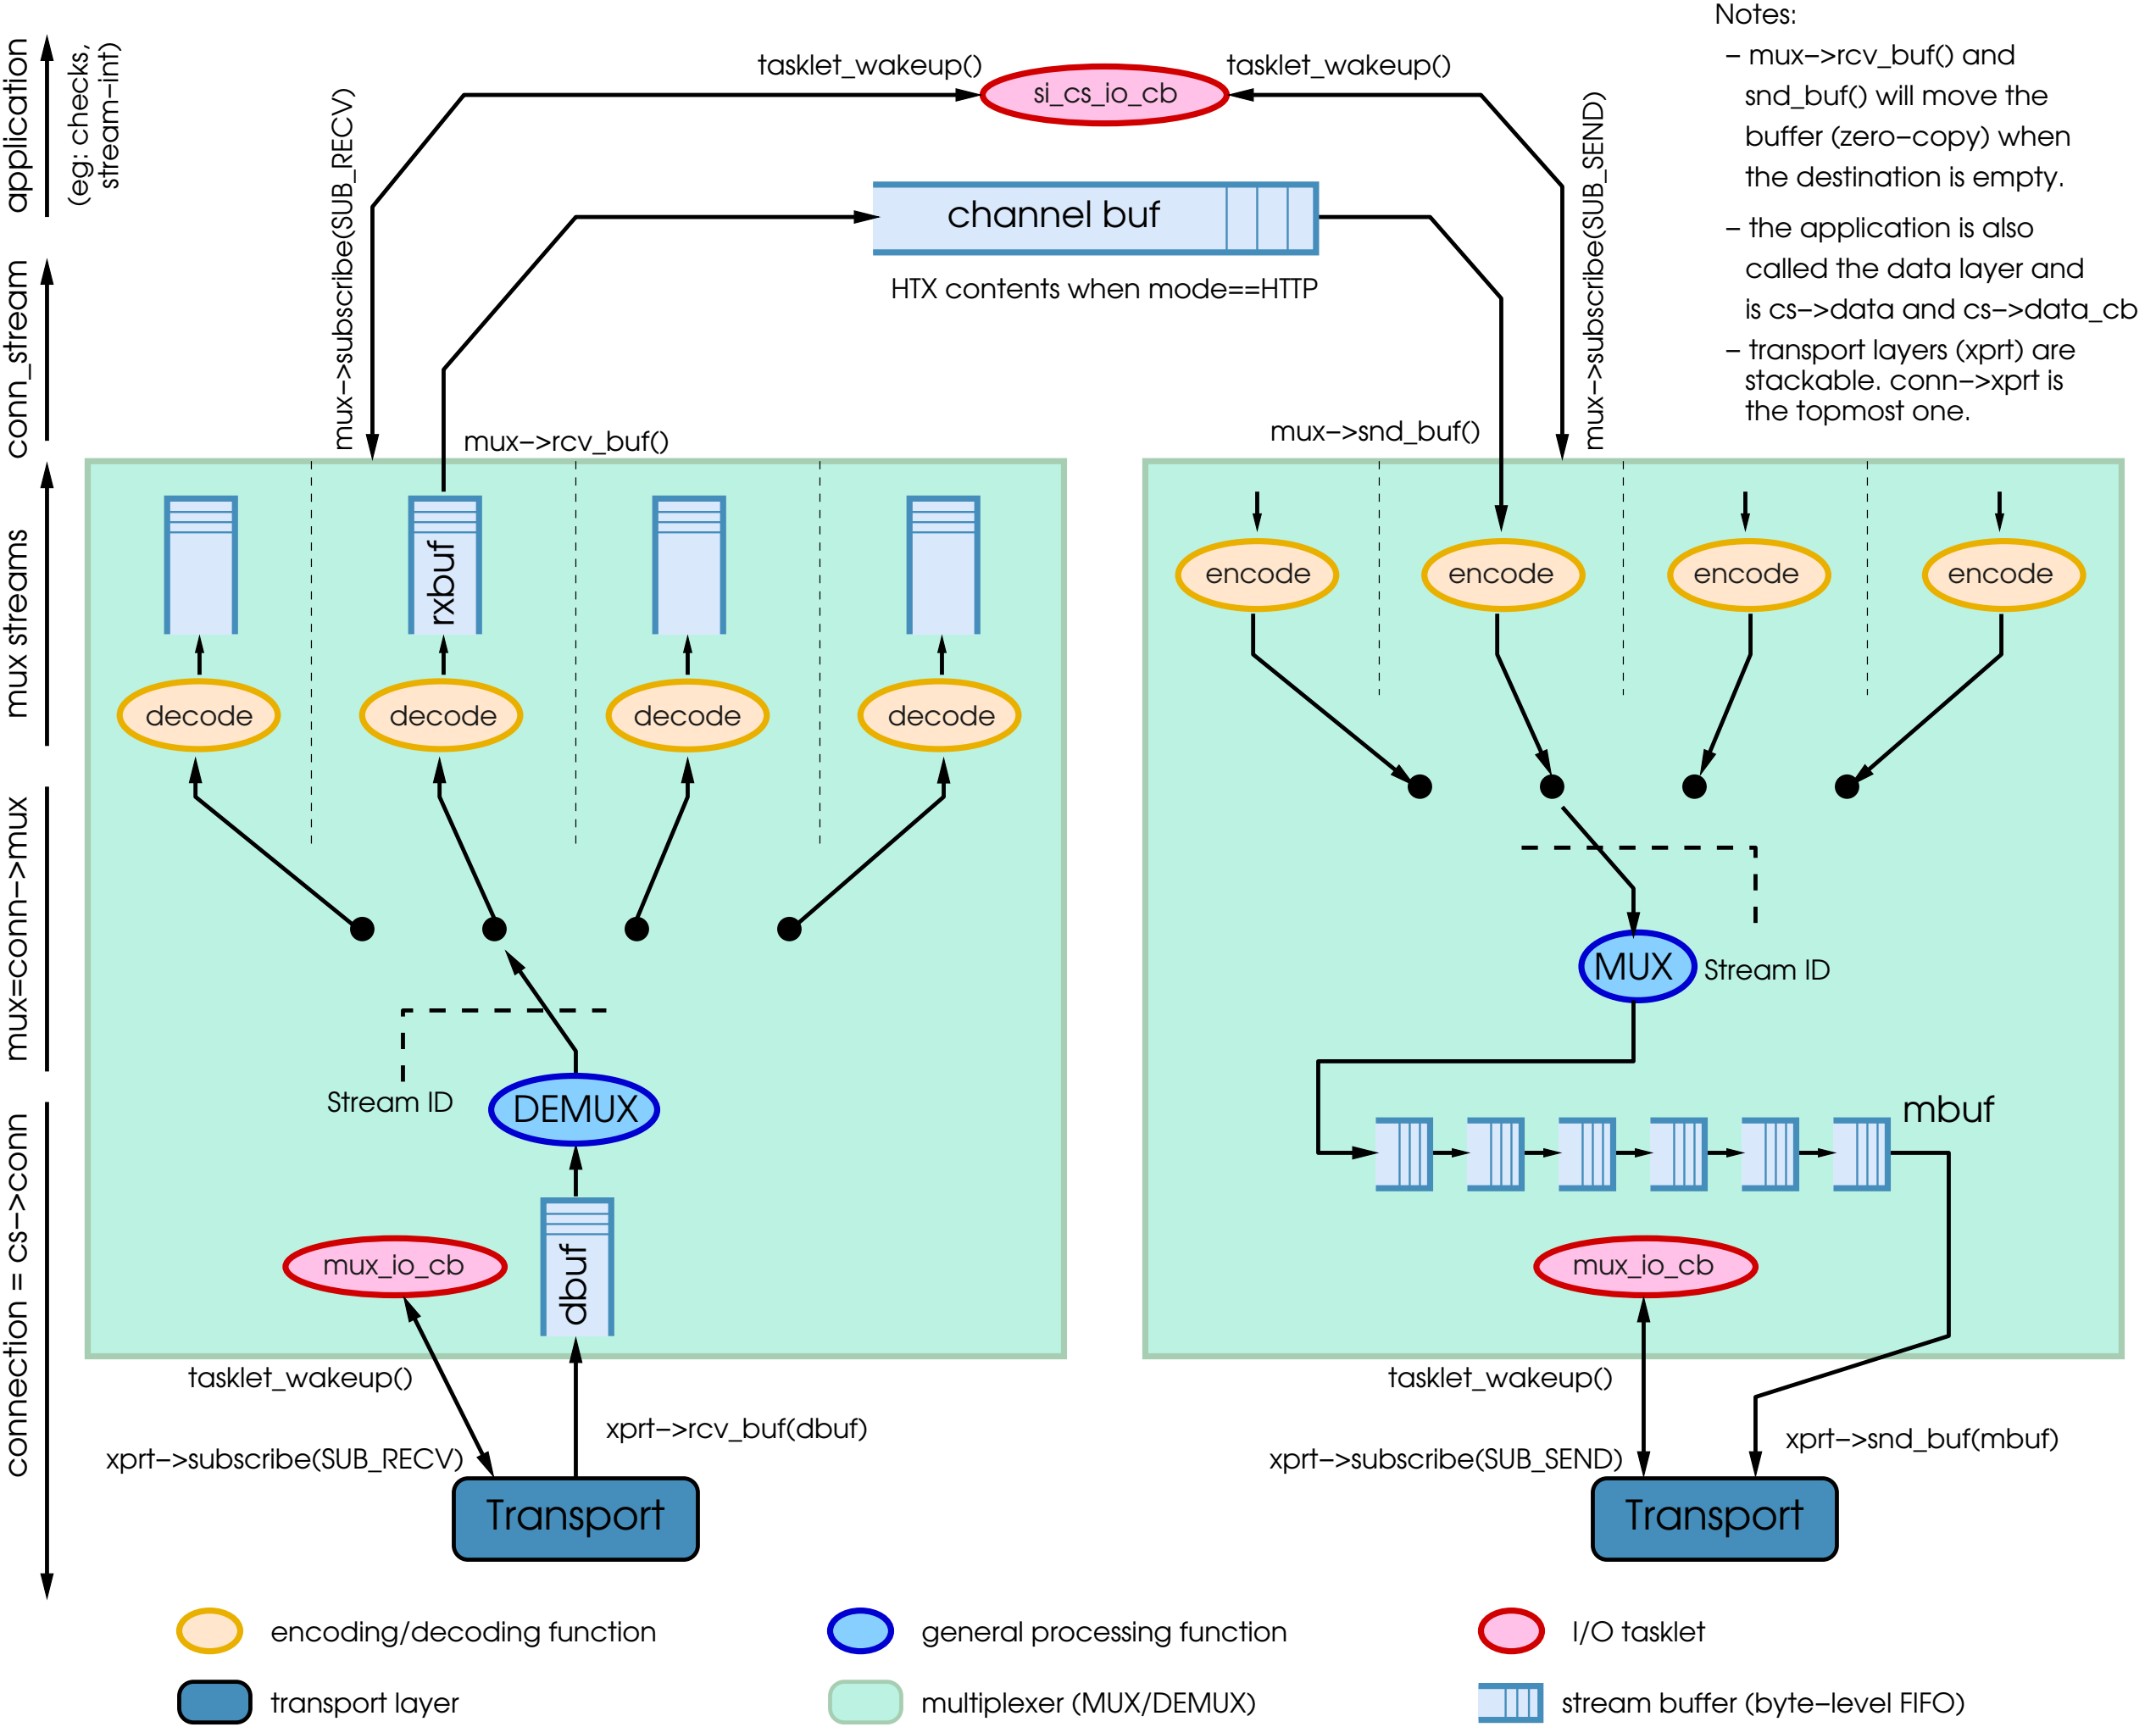 Notes:
– mux–>rcv_buf() and
snd_buf() will move the
buffer (zero–copy) when
the destination is empty.
– the application is also
called the data layer and
is cs–>data and cs–>data_cb
– transport layers (xprt) are
stackable. conn–>xprt is
the topmost one.
application
(eg: checks,
stream–int)
conn_stream
mux streams
mux=conn–>mux
connection = cs–>conn
tasklet_wakeup()
si_cs_io_cb
tasklet_wakeup()
mux–>subscribe(SUB_RECV)
mux–>subscribe(SUB_SEND)
channel buf
HTX contents when mode==HTTP
mux–>rcv_buf()
mux–>snd_buf()
rxbuf
decode
decode
decode
decode
encode
encode
encode
encode
Stream ID
DEMUX
MUX
Stream ID
mbuf
mux_io_cb
dbuf
mux_io_cb
tasklet_wakeup()
xprt–>rcv_buf(dbuf)
xprt–>subscribe(SUB_RECV)
Transport
tasklet_wakeup()
xprt–>snd_buf(mbuf)
xprt–>subscribe(SUB_SEND)
Transport
encoding/decoding function
general processing function
I/O tasklet
transport layer
multiplexer (MUX/DEMUX)
stream buffer (byte–level FIFO)